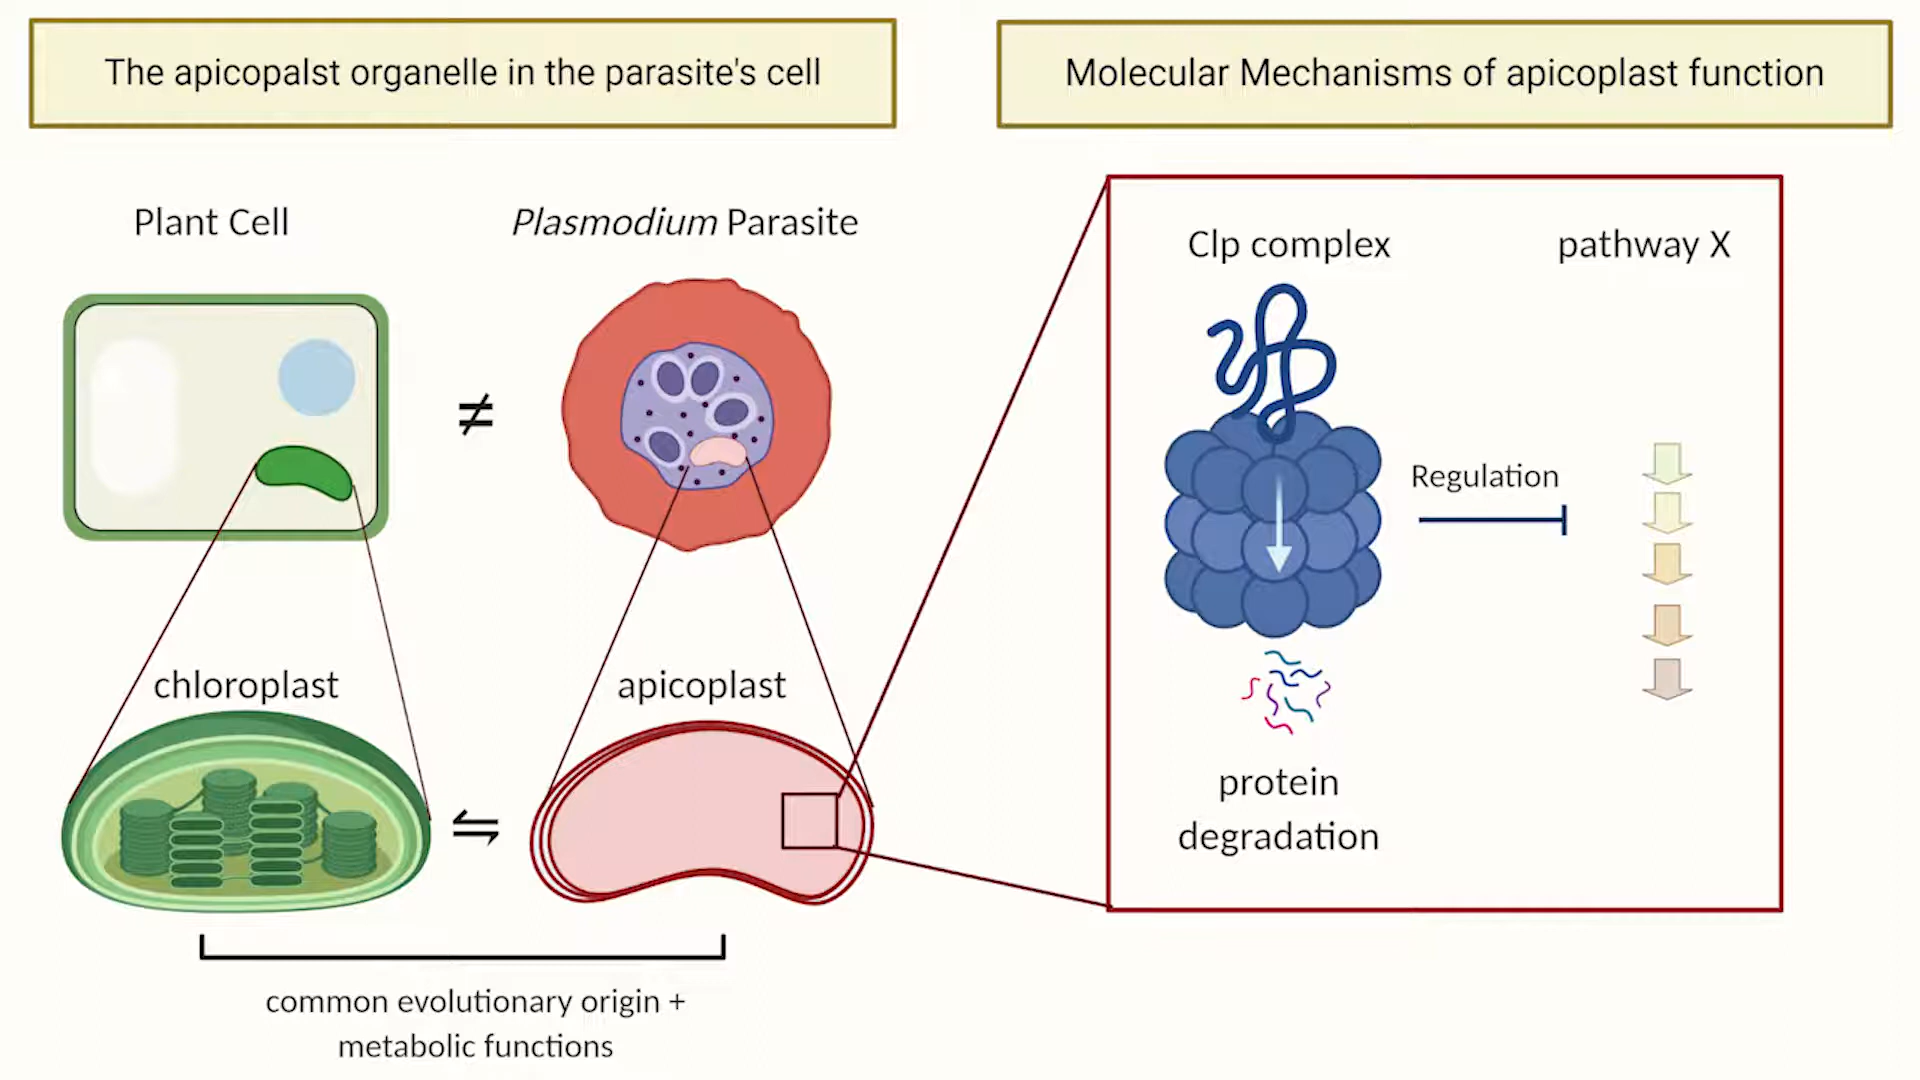 The apicopalst organelle in the parasite's cell
Molecular Mechanisms of apicoplast function
Plant Cell
Plasmodium Parasite
≠
chloroplast
apicoplast
⇋
common evolutionary origin +
metabolic functions
Clp complex
pathway X
Regulation
protein
degradation